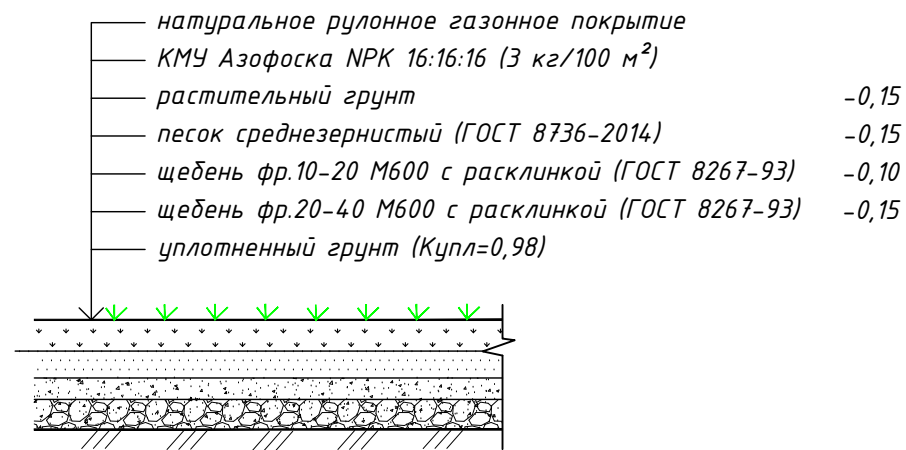 натуральное рулонное газонное покрытие
КМУ Азофоска NPK 16:16:16 (3 кг/100 м²)
растительный грунт -0,15
песок среднезернистый (ГОСТ 8736-2014) -0,15
щебень фр.10-20 М600 с расклинкой (ГОСТ 8267-93) -0,10
щебень фр.20-40 М600 с расклинкой (ГОСТ 8267-93) -0,15
уплотненный грунт (Купл=0,98)